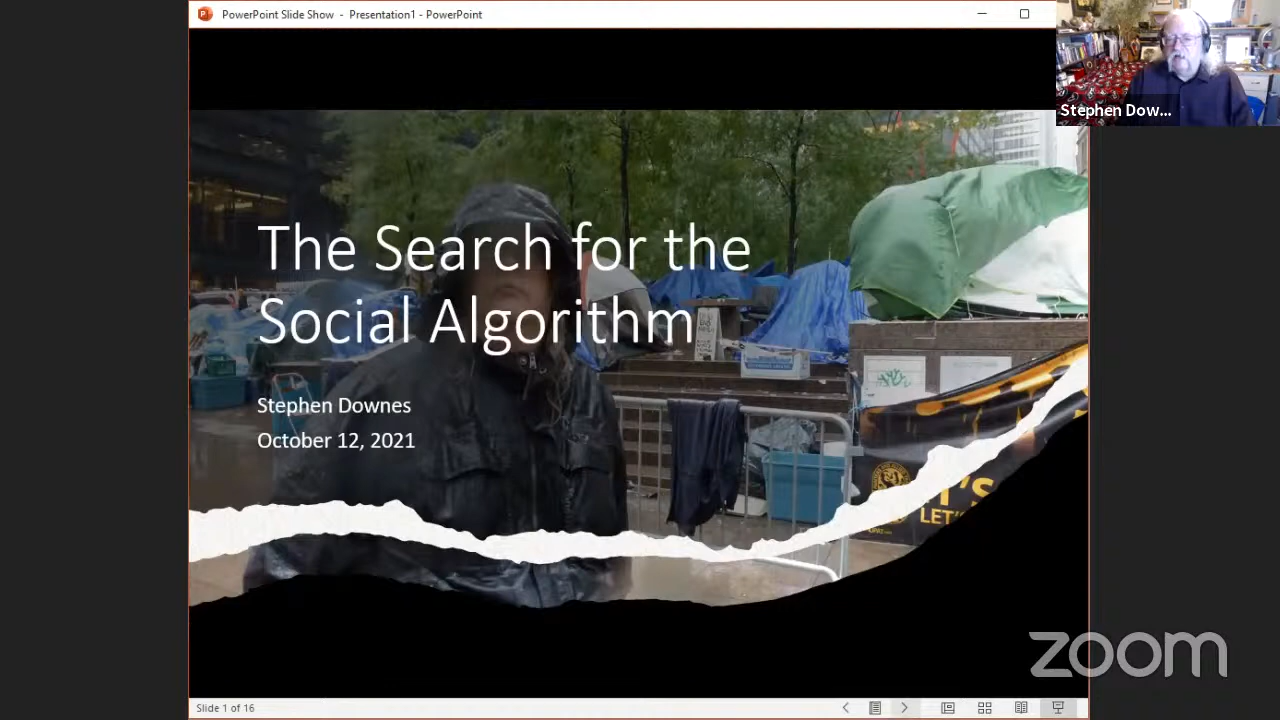 PowerPoint Slide Show - Presentation1 - PowerPoint
Stephen Dow...
The Search for the
Social Algorithm
Stephen Downes
October 12, 2021
LET'
zoom
Slide 1 of 16